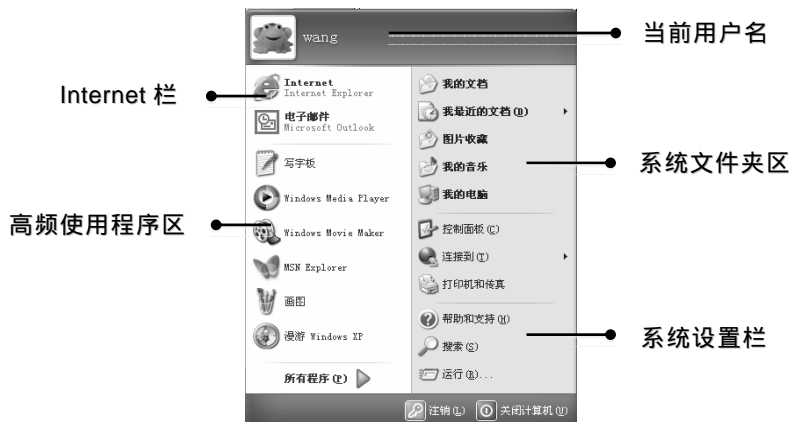 当前用户名
wang
Internet 栏
Internet
Internet Explorer
电子邮件
Microsoft Outlook
写字板
高频使用程序区
Windows Media Player
Windows Movie Maker
MSN Explorer
画图
漫游 Windows XP
所有程序(P)
我的文档
我最近的文档(D)
图片收藏
我的音乐
系统文件夹区
我的电脑
控制面板(C)
连接到(T)
打印机和传真
帮助和支持(H)
系统设置栏
搜索(S)
运行(R)...
注销(L)
关闭计算机(U)